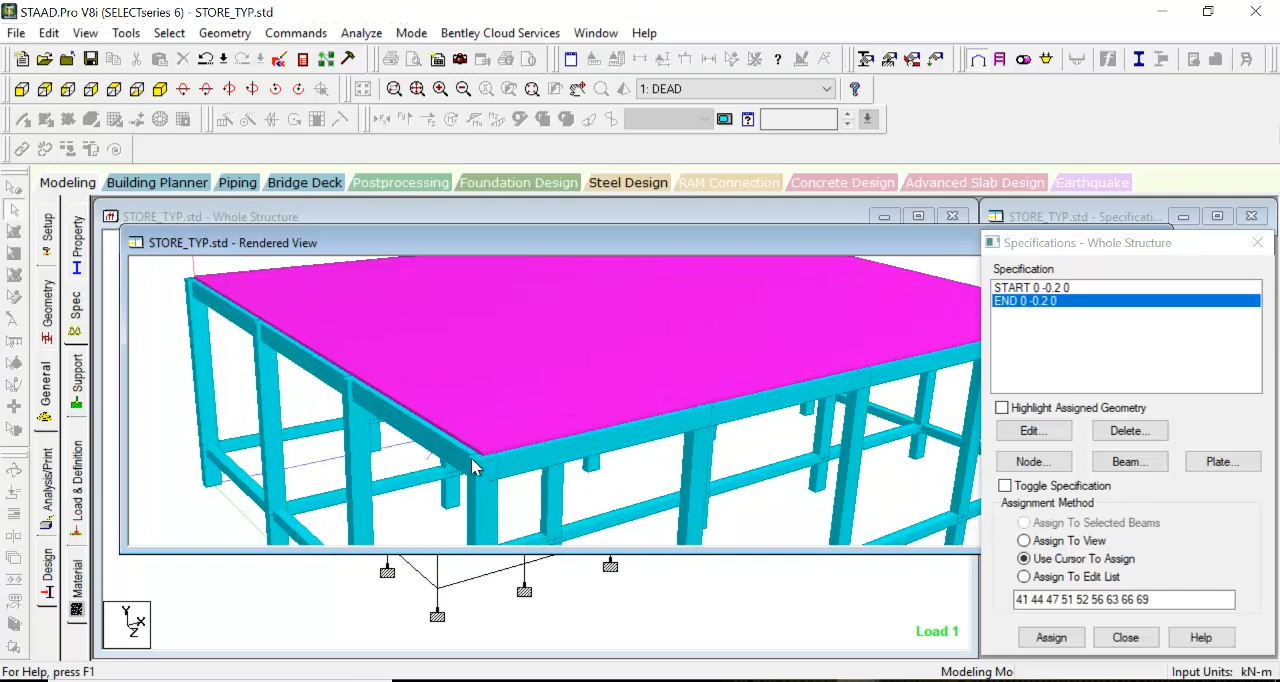 STAAD.Pro V8i (SELECTseries 6) - STORE_TYP.std
File Edit View Tools Select Geometry Commands Analyze Mode Bentley Cloud Services Window Help
1: DEAD
Modeling Building Planner Piping Bridge Deck Postprocessing Foundation Design Steel Design RAM Connection Concrete Design Advanced Slab Design Earthquake
Setup
Geometry
General
Analysis/Print
Design
Property
Spec
Support
Load & Definition
Material
STORE_TYP.std - Whole Structure
STORE_TYP.std - Specificati...
STORE_TYP.std - Rendered View
Specifications - Whole Structure
Specification
START 0 -0.2 0
END 0 -0.2 0
Highlight Assigned Geometry
Edit... Delete...
Node... Beam... Plate...
Toggle Specification
Assignment Method
Assign To Selected Beams
Assign To View
Use Cursor To Assign
Assign To Edit List
41 44 47 51 52 56 63 66 69
Assign Close Help
Y
X
Z
Load 1
For Help, press F1
Modeling Mo
Input Units: kN-m